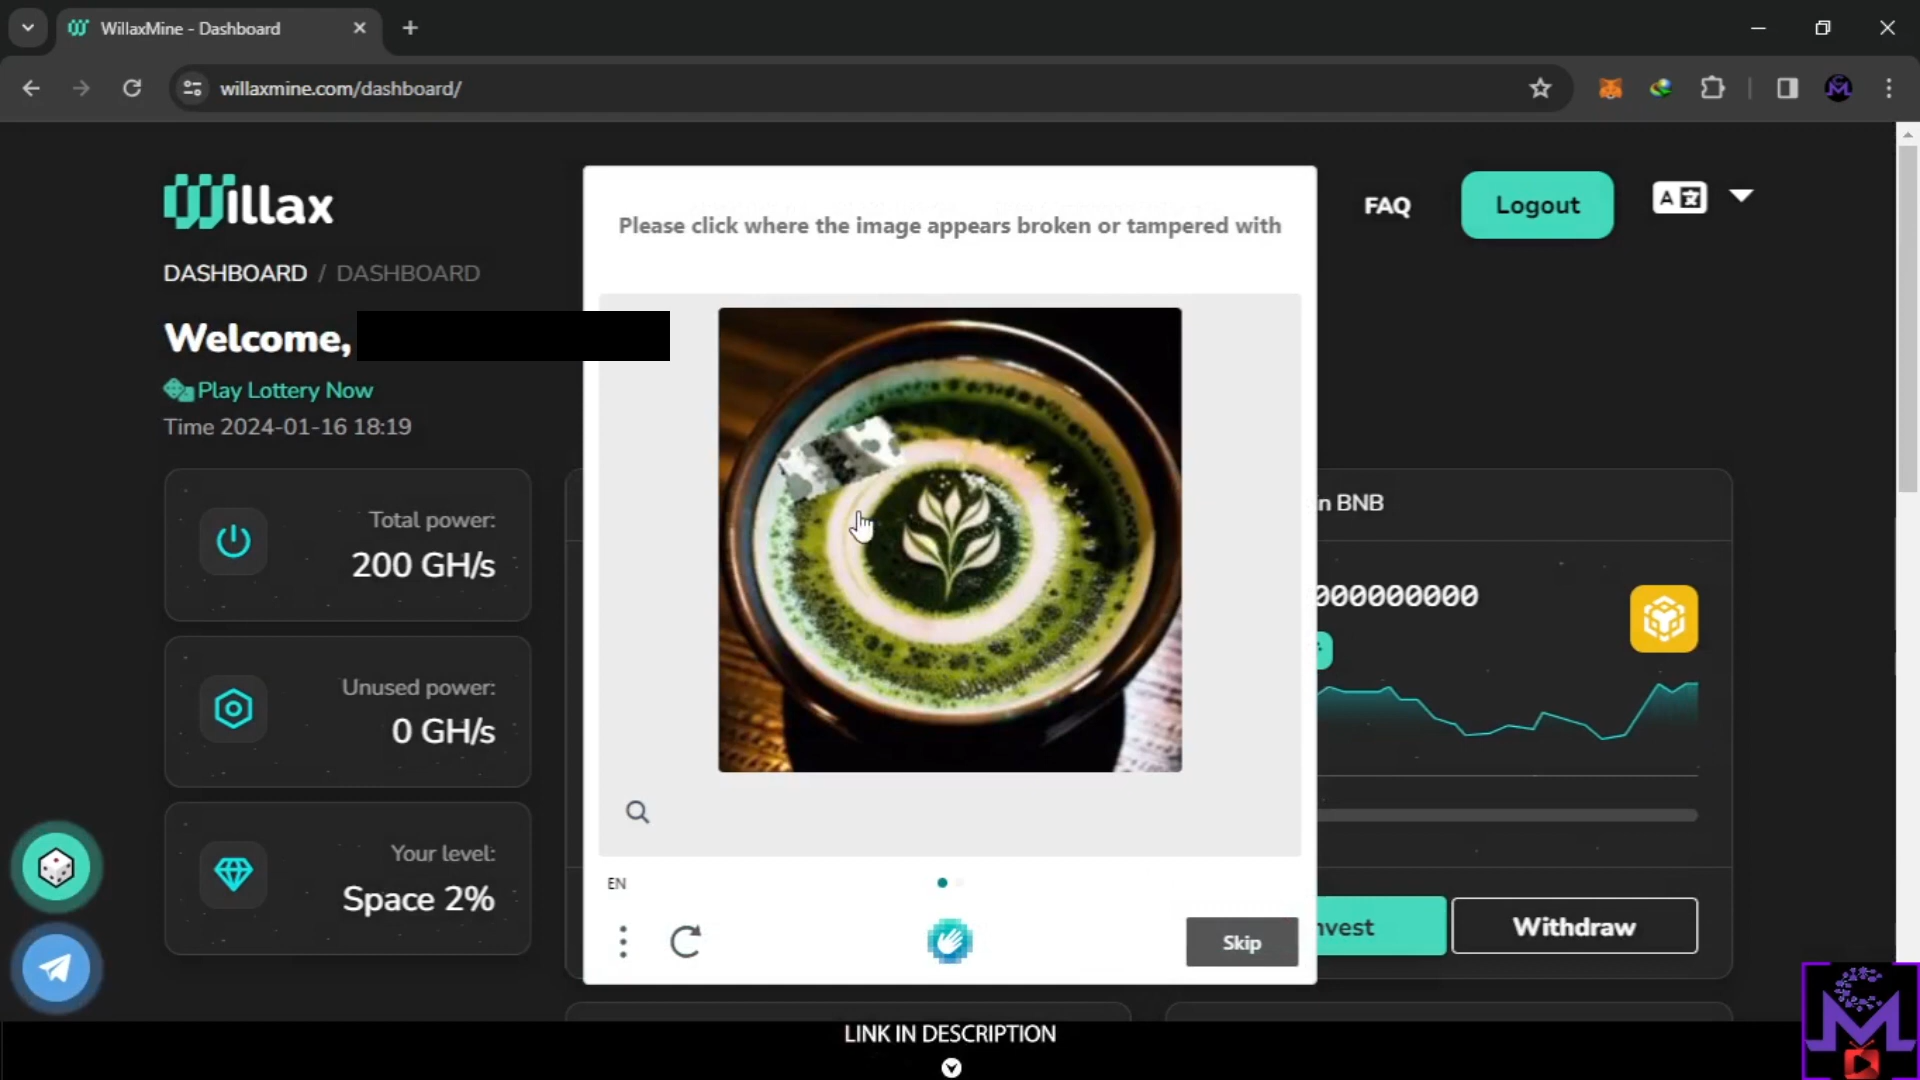 WillaxMine - Dashboard
willaxmine.com/dashboard/
Willax
FAQ
Logout
DASHBOARD / DASHBOARD
Welcome,
Play Lottery Now
Time 2024-01-16 18:19
Total power:
200 GH/s
Unused power:
0 GH/s
Your level:
Space 2%
Please click where the image appears broken or tampered with
EN
Skip
n BNB
000000000
nvest
Withdraw
LINK IN DESCRIPTION